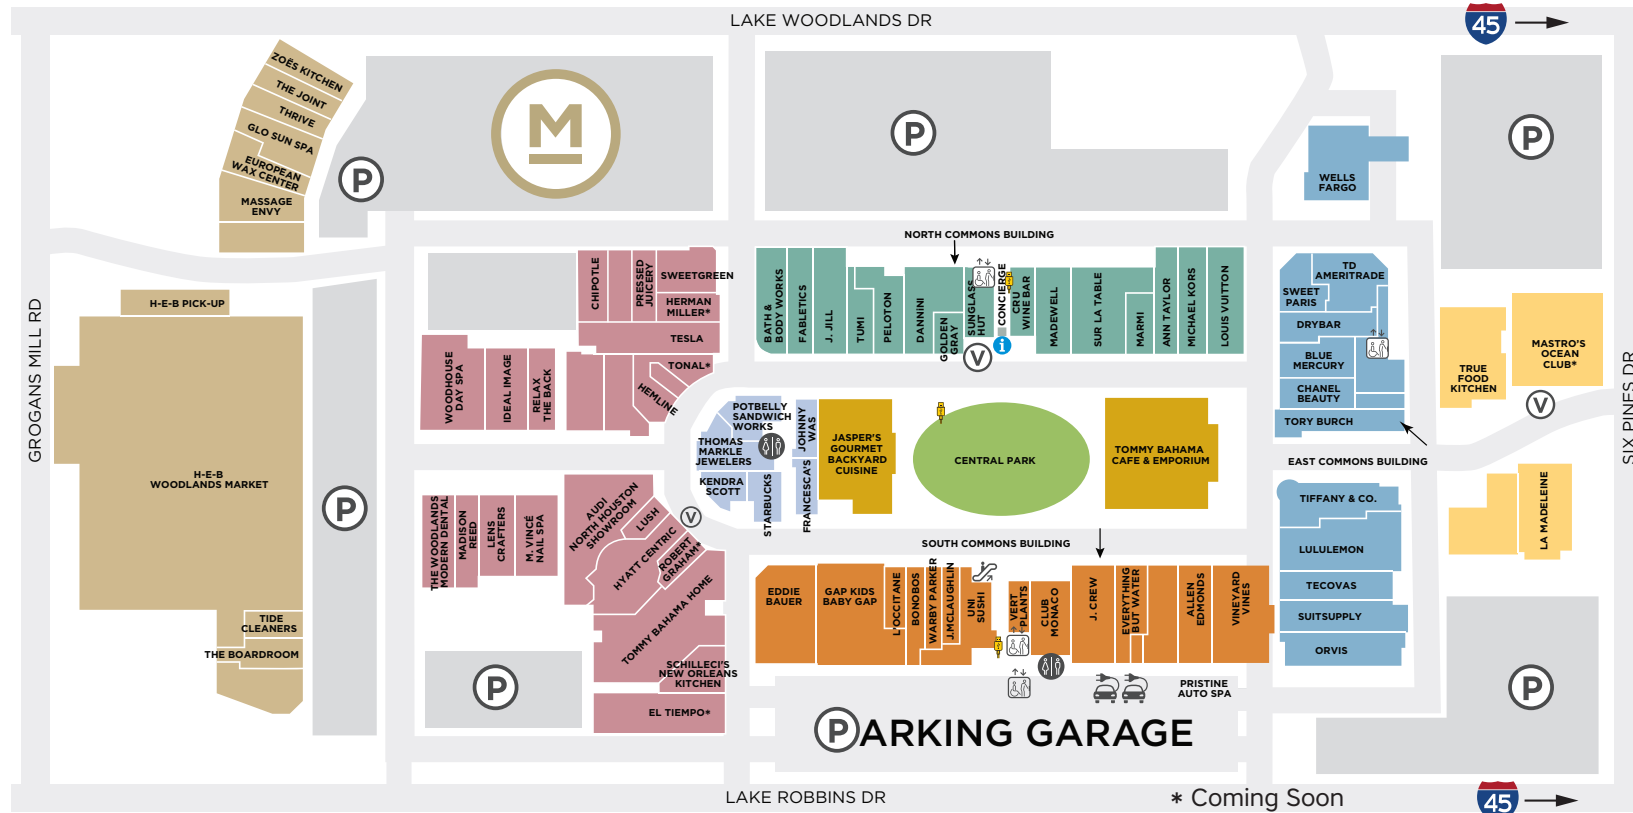 LAKE WOODLANDS DR
45
ZOËS KITCHEN
THE JOINT
THRIVE
GLO SUN SPA
EUROPEAN
WAX CENTER
MASSAGE
ENVY
P
M
P
P
WELLS
FARGO
GROGANS MILL RD
H-E-B PICK-UP
H-E-B
WOODLANDS MARKET
TIDE
CLEANERS
THE BOARDROOM
P
CHIPOTLE
PRESSED
JUICERY
SWEETGREEN
HERMAN
MILLER*
TESLA
TONAL*
HEMLINE
WOODHOUSE
DAY SPA
IDEAL IMAGE
RELAX
THE BACK
NORTH COMMONS BUILDING
BATH &
BODY WORKS
FABLETICS
J. JILL
TUMI
PELOTON
DANNINI
GOLDEN
GRAY
SUNGLASS
HUT
CONCIERGE
i
V
CRU
WINE BAR
MADEWELL
SUR LA TABLE
MARMI
ANN TAYLOR
MICHAEL KORS
LOUIS VUITTON
TD
AMERITRADE
SWEET
PARIS
DRYBAR
BLUE
MERCURY
CHANEL
BEAUTY
TORY BURCH
EAST COMMONS BUILDING
TRUE
FOOD
KITCHEN
MASTRO'S
OCEAN
CLUB*
V
SIX PINES DR
POTBELLY
SANDWICH
WORKS
THOMAS
MARKLE
JEWELERS
KENDRA
SCOTT
STARBUCKS
JOHNNY
WAS
FRANCESCA'S
JASPER'S
GOURMET
BACKYARD
CUISINE
CENTRAL PARK
TOMMY BAHAMA
CAFE & EMPORIUM
THE WOODLANDS
MODERN DENTAL
MADISON
REED
LENS
CRAFTERS
M. VINCÉ
NAIL SPA
AUDI
NORTH HOUSTON
SHOWROOM
LUSH
HYATT CENTRIC
ROBERT
GRAHAM*
V
TOMMY BAHAMA HOME
SCHILLECI'S
NEW ORLEANS
KITCHEN
EL TIEMPO*
P
SOUTH COMMONS BUILDING
EDDIE
BAUER
GAP KIDS
BABY GAP
L'OCCITANE
BONOBOS
WARBY PARKER
J.MCLAUGHLIN
UNI
SUSHI
VERT
PLANTS
CLUB
MONACO
J. CREW
EVERYTHING
BUT WATER
ALLEN
EDMONDS
VINEYARD
VINES
TIFFANY & CO.
LULULEMON
TECOVAS
SUITSUPPLY
ORVIS
LA MADELEINE
P
PRISTINE
AUTO SPA
PARKING GARAGE
LAKE ROBBINS DR
* Coming Soon
45